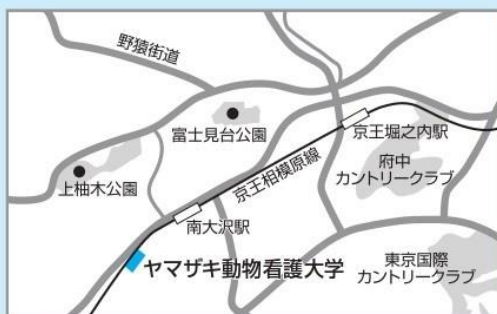 野猿街道
富士見台公園
京王堀之内駅
府中
カントリークラブ
上柚木公園
京王相模原線
南大沢駅
ヤマザキ動物看護大学
東京国際
カントリークラブ